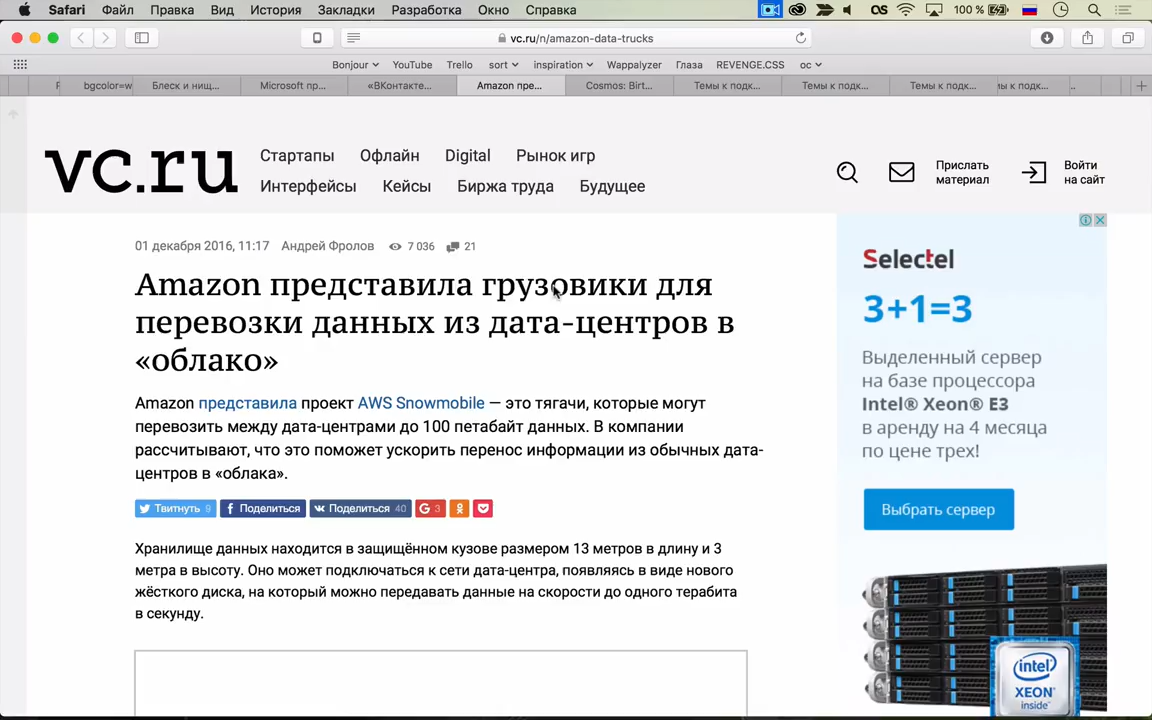 Safari Файл Правка Вид История Закладки Разработка Окно Справка 100 %
vc.ru/n/amazon-data-trucks
Bonjour YouTube Trello sort inspiration Wappalyzer Глаза REVENGE.CSS ос
bgcolor=w Блеск и нищ... Microsoft пр... «ВКонтакте... Amazon пре... Cosmos: Birt... Темы к подк... Темы к подк... Темы к подк... ıы к подк...
vc.ru
Стартапы Офлайн Digital Рынок игр
Интерфейсы Кейсы Биржа труда Будущее
Прислать
материал
Войти
на сайт
01 декабря 2016, 11:17 Андрей Фролов 7 036 21
Amazon представила грузовики для
перевозки данных из дата-центров в
«облако»
Amazon представила проект AWS Snowmobile — это тягачи, которые могут
перевозить между дата-центрами до 100 петабайт данных. В компании
рассчитывают, что это поможет ускорить перенос информации из обычных дата-
центров в «облака».
Твитнуть 9 Поделиться Поделиться 40 3
Хранилище данных находится в защищённом кузове размером 13 метров в длину и 3
метра в высоту. Оно может подключаться к сети дата-центра, появляясь в виде нового
жёсткого диска, на который можно передавать данные на скорости до одного терабита
в секунду.
Selectel
3+1=3
Выделенный сервер
на базе процессора
Intel® Xeon® E3
в аренду на 4 месяца
по цене трех!
Выбрать сервер
intel
XEON
inside